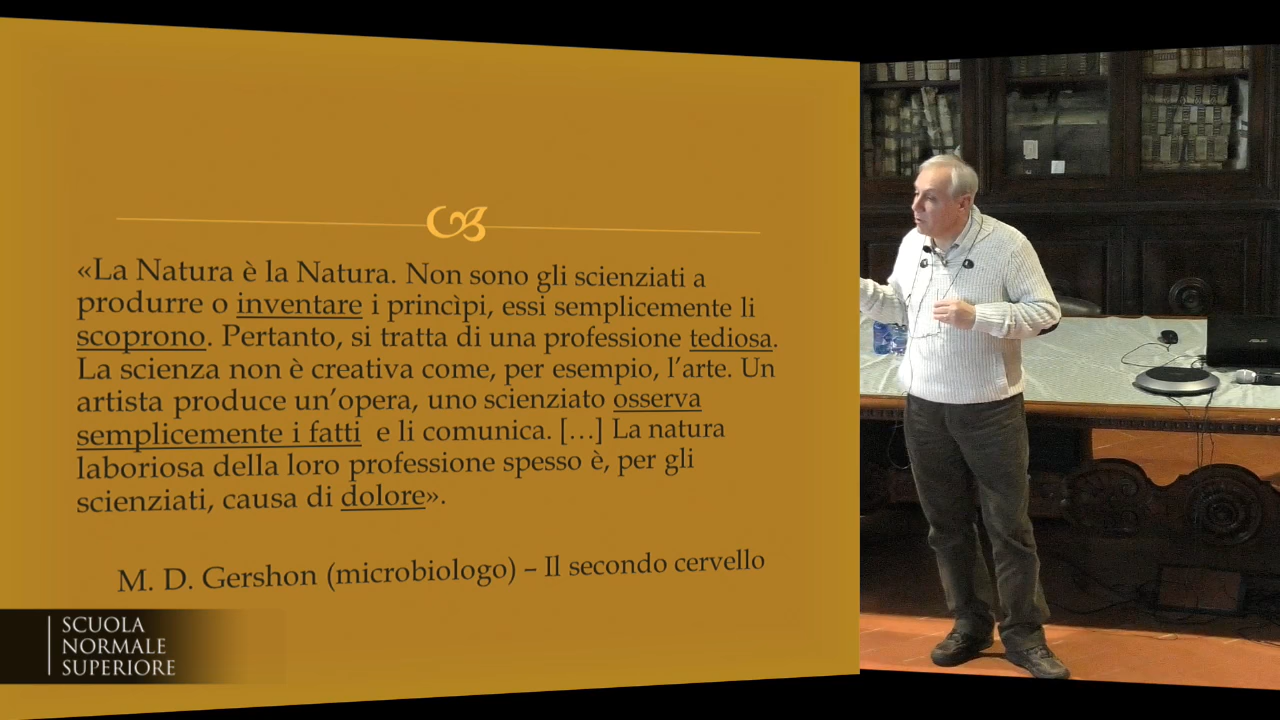 «La Natura è la Natura. Non sono gli scienziati a
produrre o inventare i princìpi, essi semplicemente li
scoprono. Pertanto, si tratta di una professione tediosa.
La scienza non è creativa come, per esempio, l'arte. Un
artista produce un'opera, uno scienziato osserva
semplicemente i fatti e li comunica. […] La natura
laboriosa della loro professione spesso è, per gli
scienziati, causa di dolore».
M. D. Gershon (microbiologo) – Il secondo cervello
SCUOLA
NORMALE
SUPERIORE